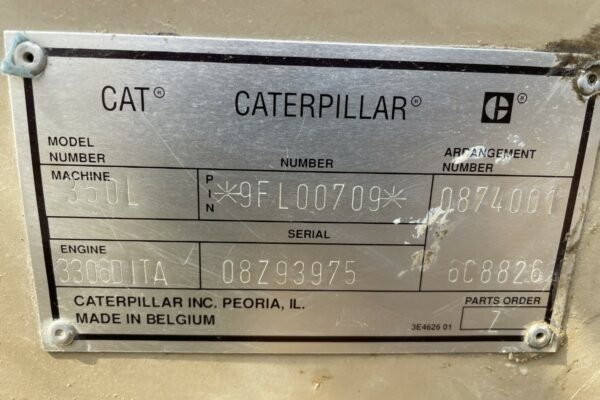 CAT® CATERPILLAR® C®
MODEL NUMBER NUMBER ARRANGEMENT NUMBER
MACHINE 350L PIN *9FL00709* 0874001
SERIAL
ENGINE 3306DITA 08Z93975 6C8826
CATERPILLAR INC. PEORIA, IL. PARTS ORDER
MADE IN BELGIUM 3E4626 01 Z